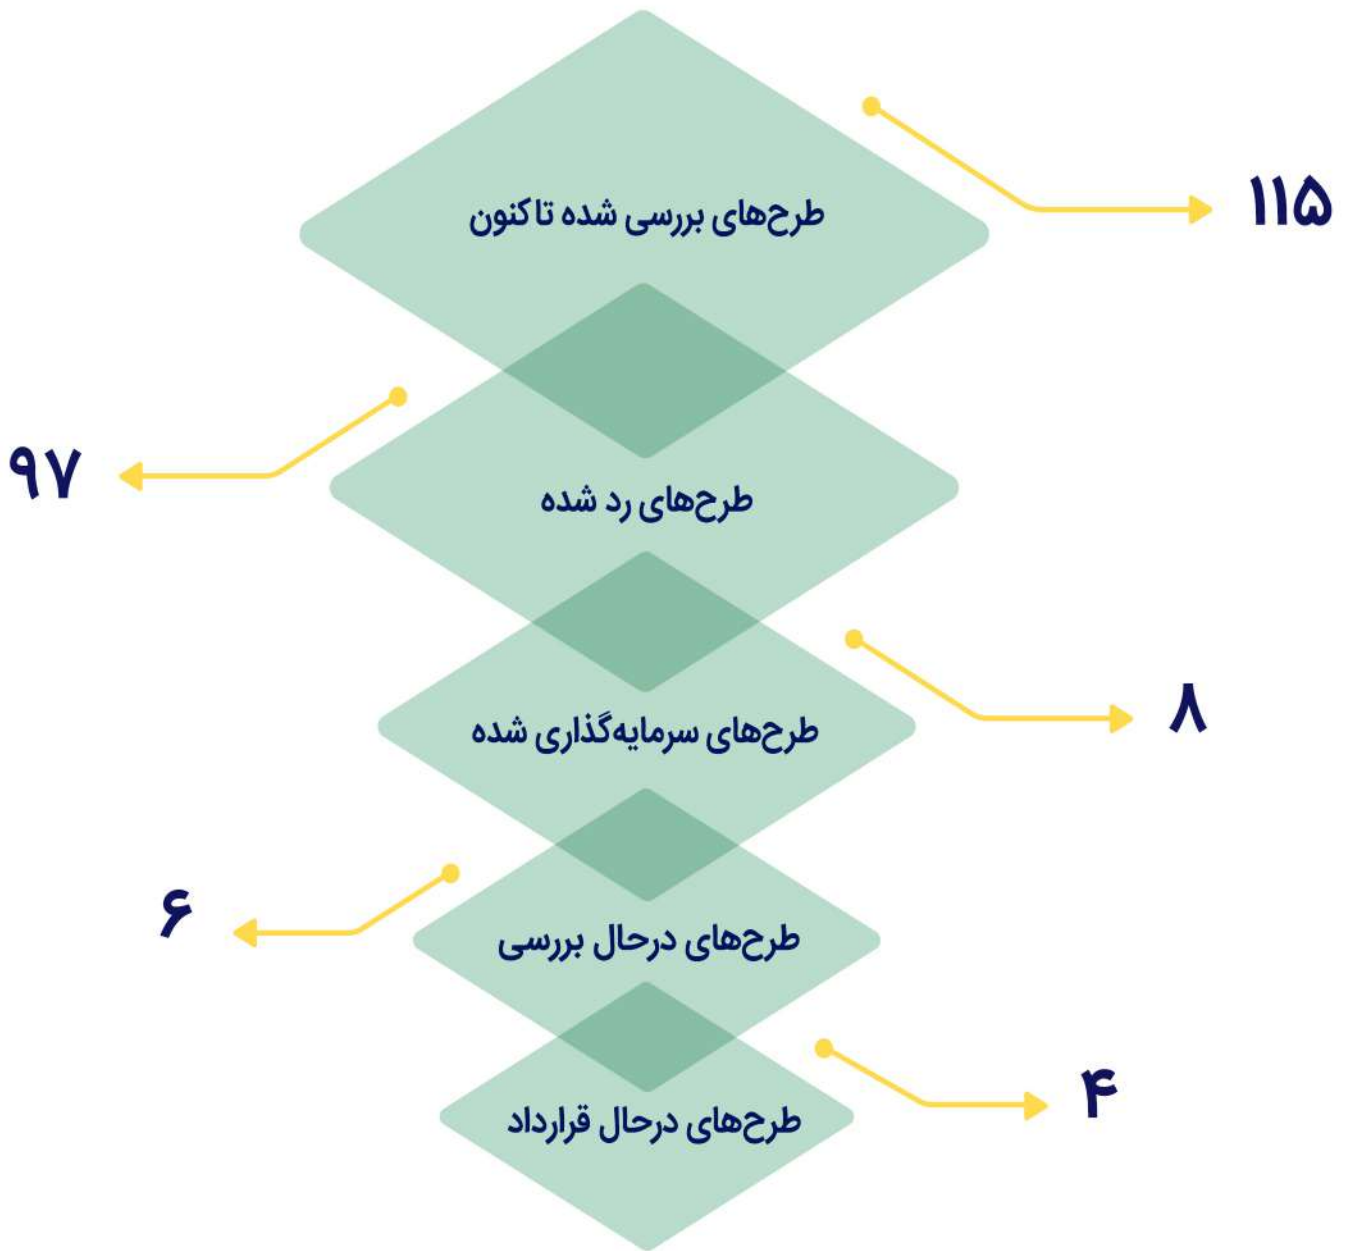 طرح‌های بررسی شده تاکنون
۱۱۵
طرح‌های رد شده
۹۷
طرح‌های سرمایه‌گذاری شده
۸
طرح‌های درحال بررسی
۶
طرح‌های درحال قرارداد
۴